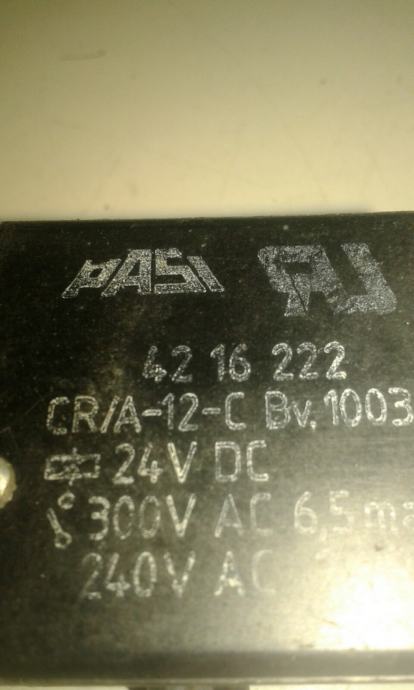 PASI
42 16 222
CR/A-12-C Bv. 1003
24V DC
300V AC 6,5
240V AC